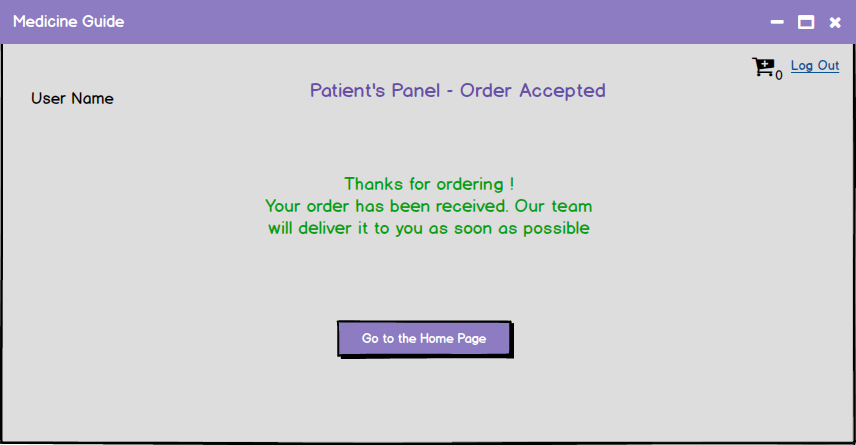 Medicine Guide
0
Log Out
User Name
Patient's Panel - Order Accepted
Thanks for ordering !
Your order has been received. Our team
will deliver it to you as soon as possible
Go to the Home Page